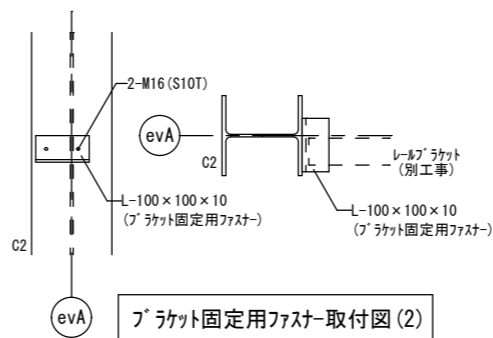 2-M16(S10T)
evA
C2
レールブラケット
(別工事)
L-100×100×10
(ブラケット固定用ファスナー)
L-100×100×10
(ブラケット固定用ファスナー)
C2
evA
ブラケット固定用ファスナー取付図(2)